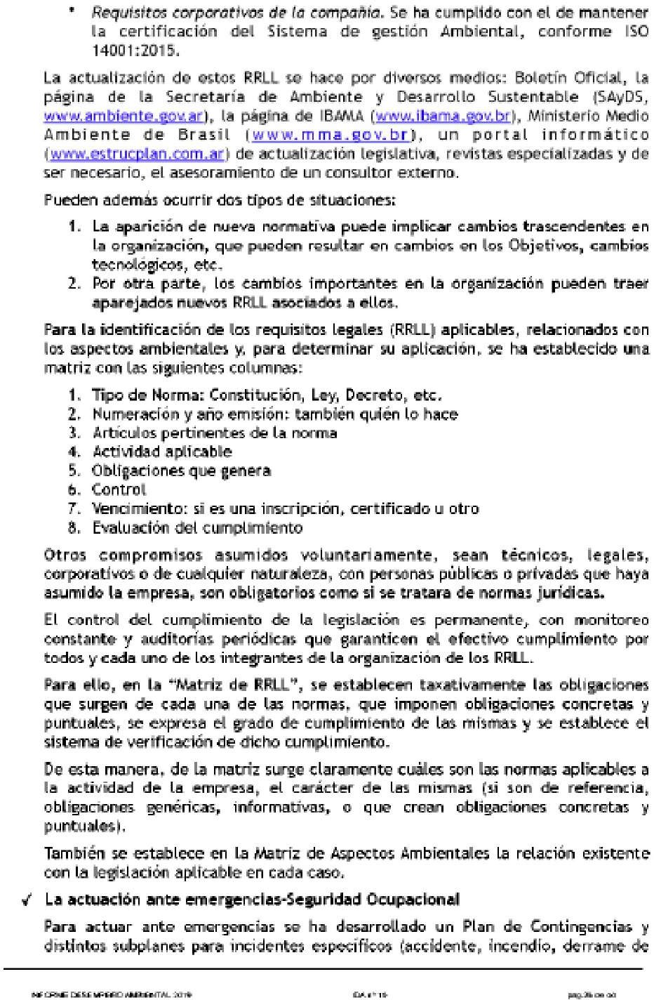 • Requisitos corporativos de la compañía. Se ha cumplido con el de mantener
la certificación del Sistema de gestión Ambiental, conforme ISO
14001:2015.
La actualización de estos RRLL se hace por diversos medios: Boletín Oficial, la
página de la Secretaría de Ambiente y Desarrollo Sustentable (SAyDS,
www.ambiente.gov.ar), la página de IBAMA (www.ibama.gov.br), Ministerio Medio
Ambiente de Brasil (www.mma.gov.br), un portal informático
(www.estrucplan.com.ar) de actualización legislativa, revistas especializadas y de
ser necesario, el asesoramiento de un consultor externo.
Pueden además ocurrir dos tipos de situaciones:
1. La aparición de nueva normativa puede implicar cambios trascendentes en
la organización, que pueden resultar en cambios en los Objetivos, cambios
tecnológicos, etc.
2. Por otra parte, los cambios importantes en la organización pueden traer
aparejados nuevos RRLL asociados a ellos.
Para la identificación de los requisitos legales (RRLL) aplicables, relacionados con
los aspectos ambientales y, para determinar su aplicación, se ha establecido una
matriz con las siguientes columnas:
1. Tipo de Norma: Constitución, Ley, Decreto, etc.
2. Numeración y año emisión: también quién lo hace
3. Artículos pertinentes de la norma
4. Actividad aplicable
5. Obligaciones que genera
6. Control
7. Vencimiento: si es una inscripción, certificado u otro
8. Evaluación del cumplimiento
Otros compromisos asumidos voluntariamente, sean técnicos, legales,
corporativos o de cualquier naturaleza, con personas públicas o privadas que haya
asumido la empresa, son obligatorios como si se tratara de normas jurídicas.
El control del cumplimiento de la legislación es permanente, con monitoreo
constante y auditorías periódicas que garanticen el efectivo cumplimiento por
todos y cada uno de los integrantes de la organización de los RRLL.
Para ello, en la “Matriz de RRLL”, se establecen taxativamente las obligaciones
que surgen de cada una de las normas, que imponen obligaciones concretas y
puntuales, se expresa el grado de cumplimiento de las mismas y se establece el
sistema de verificación de dicho cumplimiento.
De esta manera, de la matriz surge claramente cuáles son las normas aplicables a
la actividad de la empresa, el carácter de las mismas (si son de referencia,
obligaciones genéricas, informativas, o que crean obligaciones concretas y
puntuales).
También se establece en la Matriz de Aspectos Ambientales la relación existente
con la legislación aplicable en cada caso.
✓ La actuación ante emergencias-Seguridad Ocupacional
Para actuar ante emergencias se ha desarrollado un Plan de Contingencias y
distintos subplanes para incidentes específicos (accidente, incendio, derrame de
INFORME DESEMPEÑO AMBIENTAL 2019